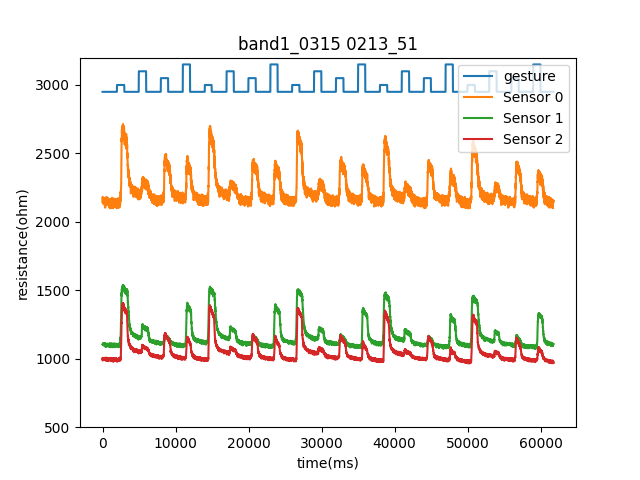 band1_0315 0213_51
gesture
Sensor 0
Sensor 1
Sensor 2
3000
2500
2000
1500
1000
500
resistance(ohm)
0
10000
20000
30000
40000
50000
60000
time(ms)